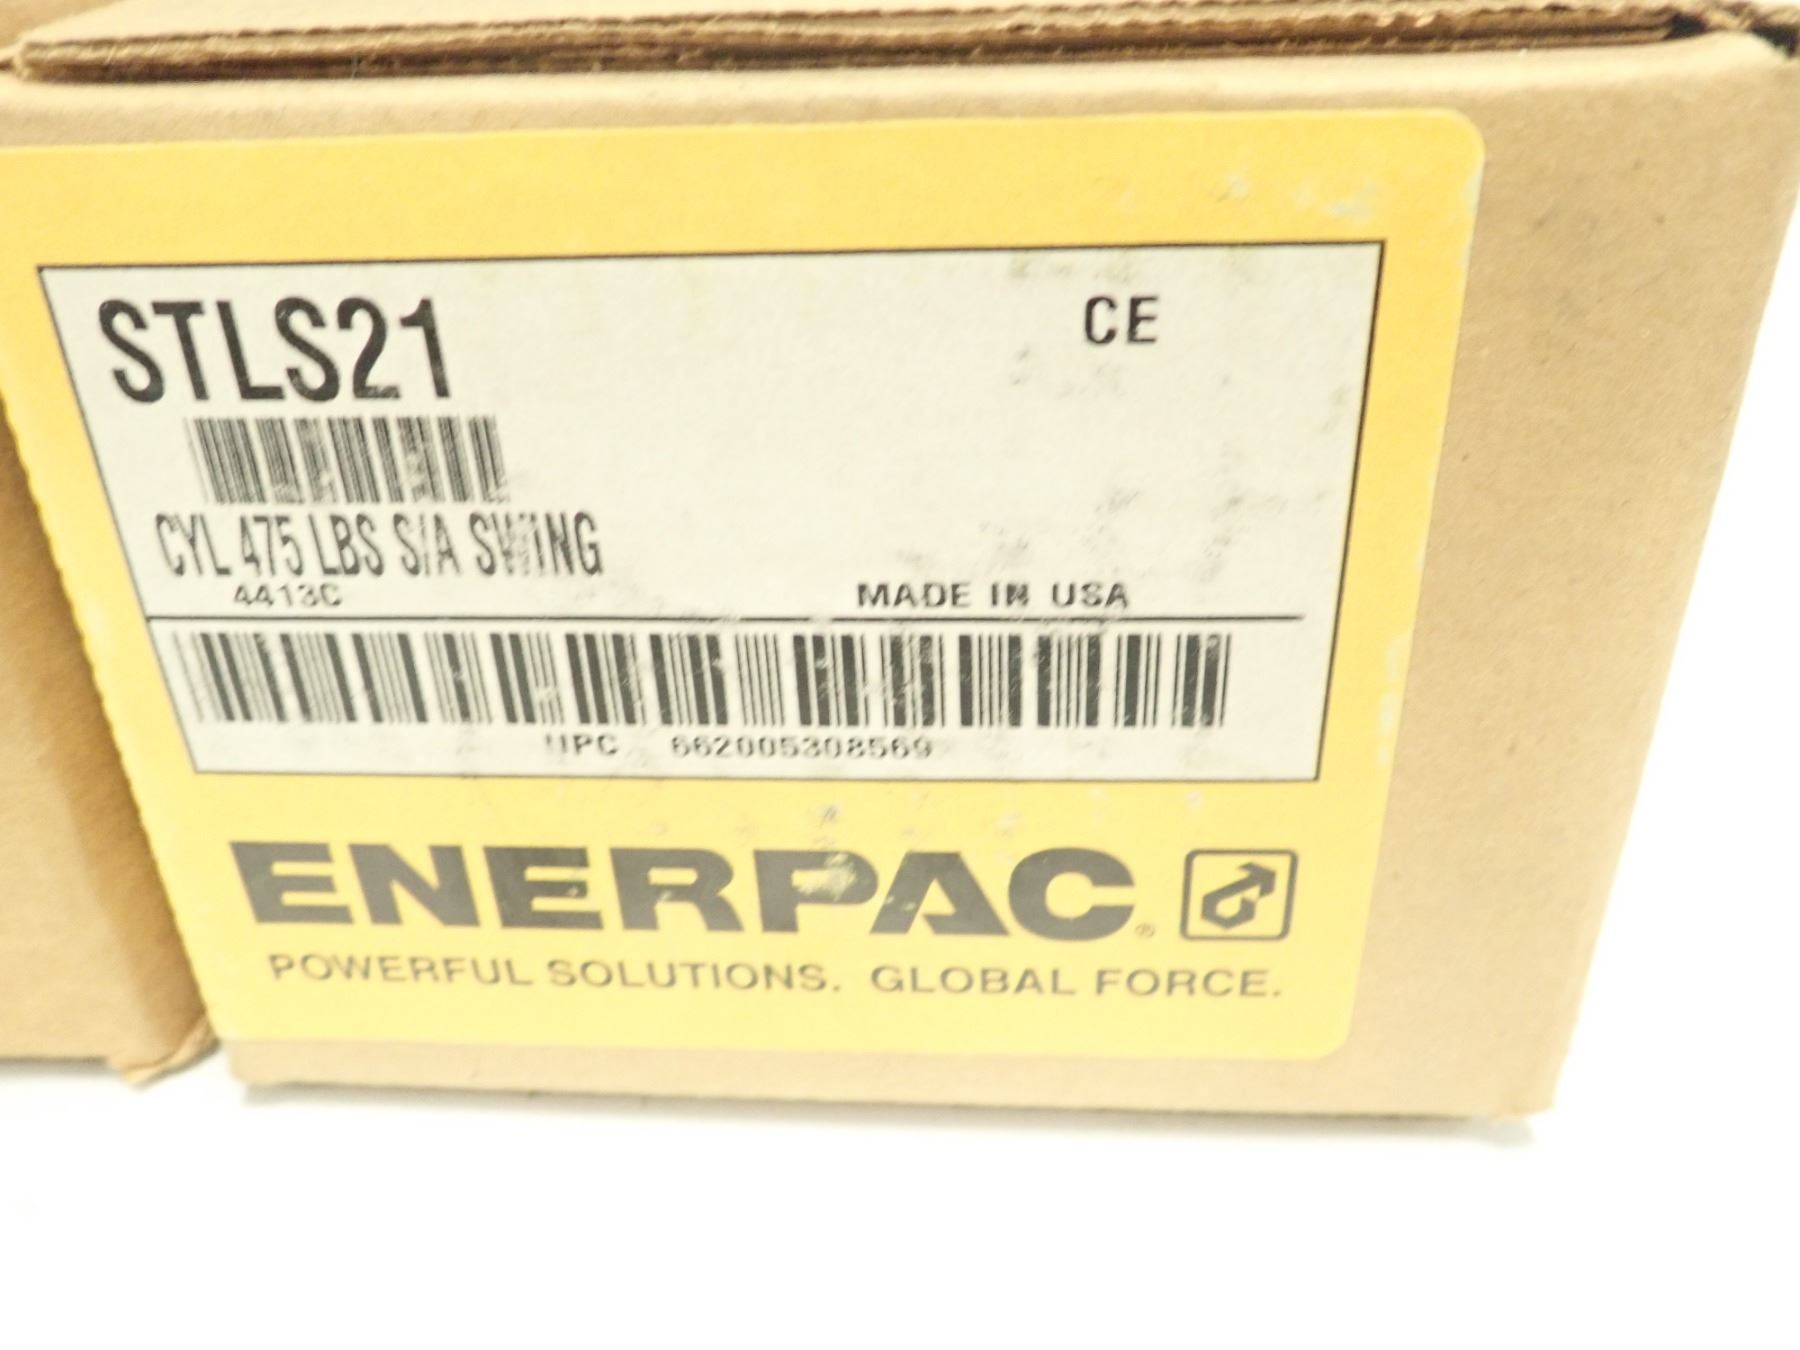 STLS21
CE
CYL 475 LBS S/A SWING
4413C
MADE IN USA
UPC 662005308569
ENERPAC®
POWERFUL SOLUTIONS. GLOBAL FORCE.